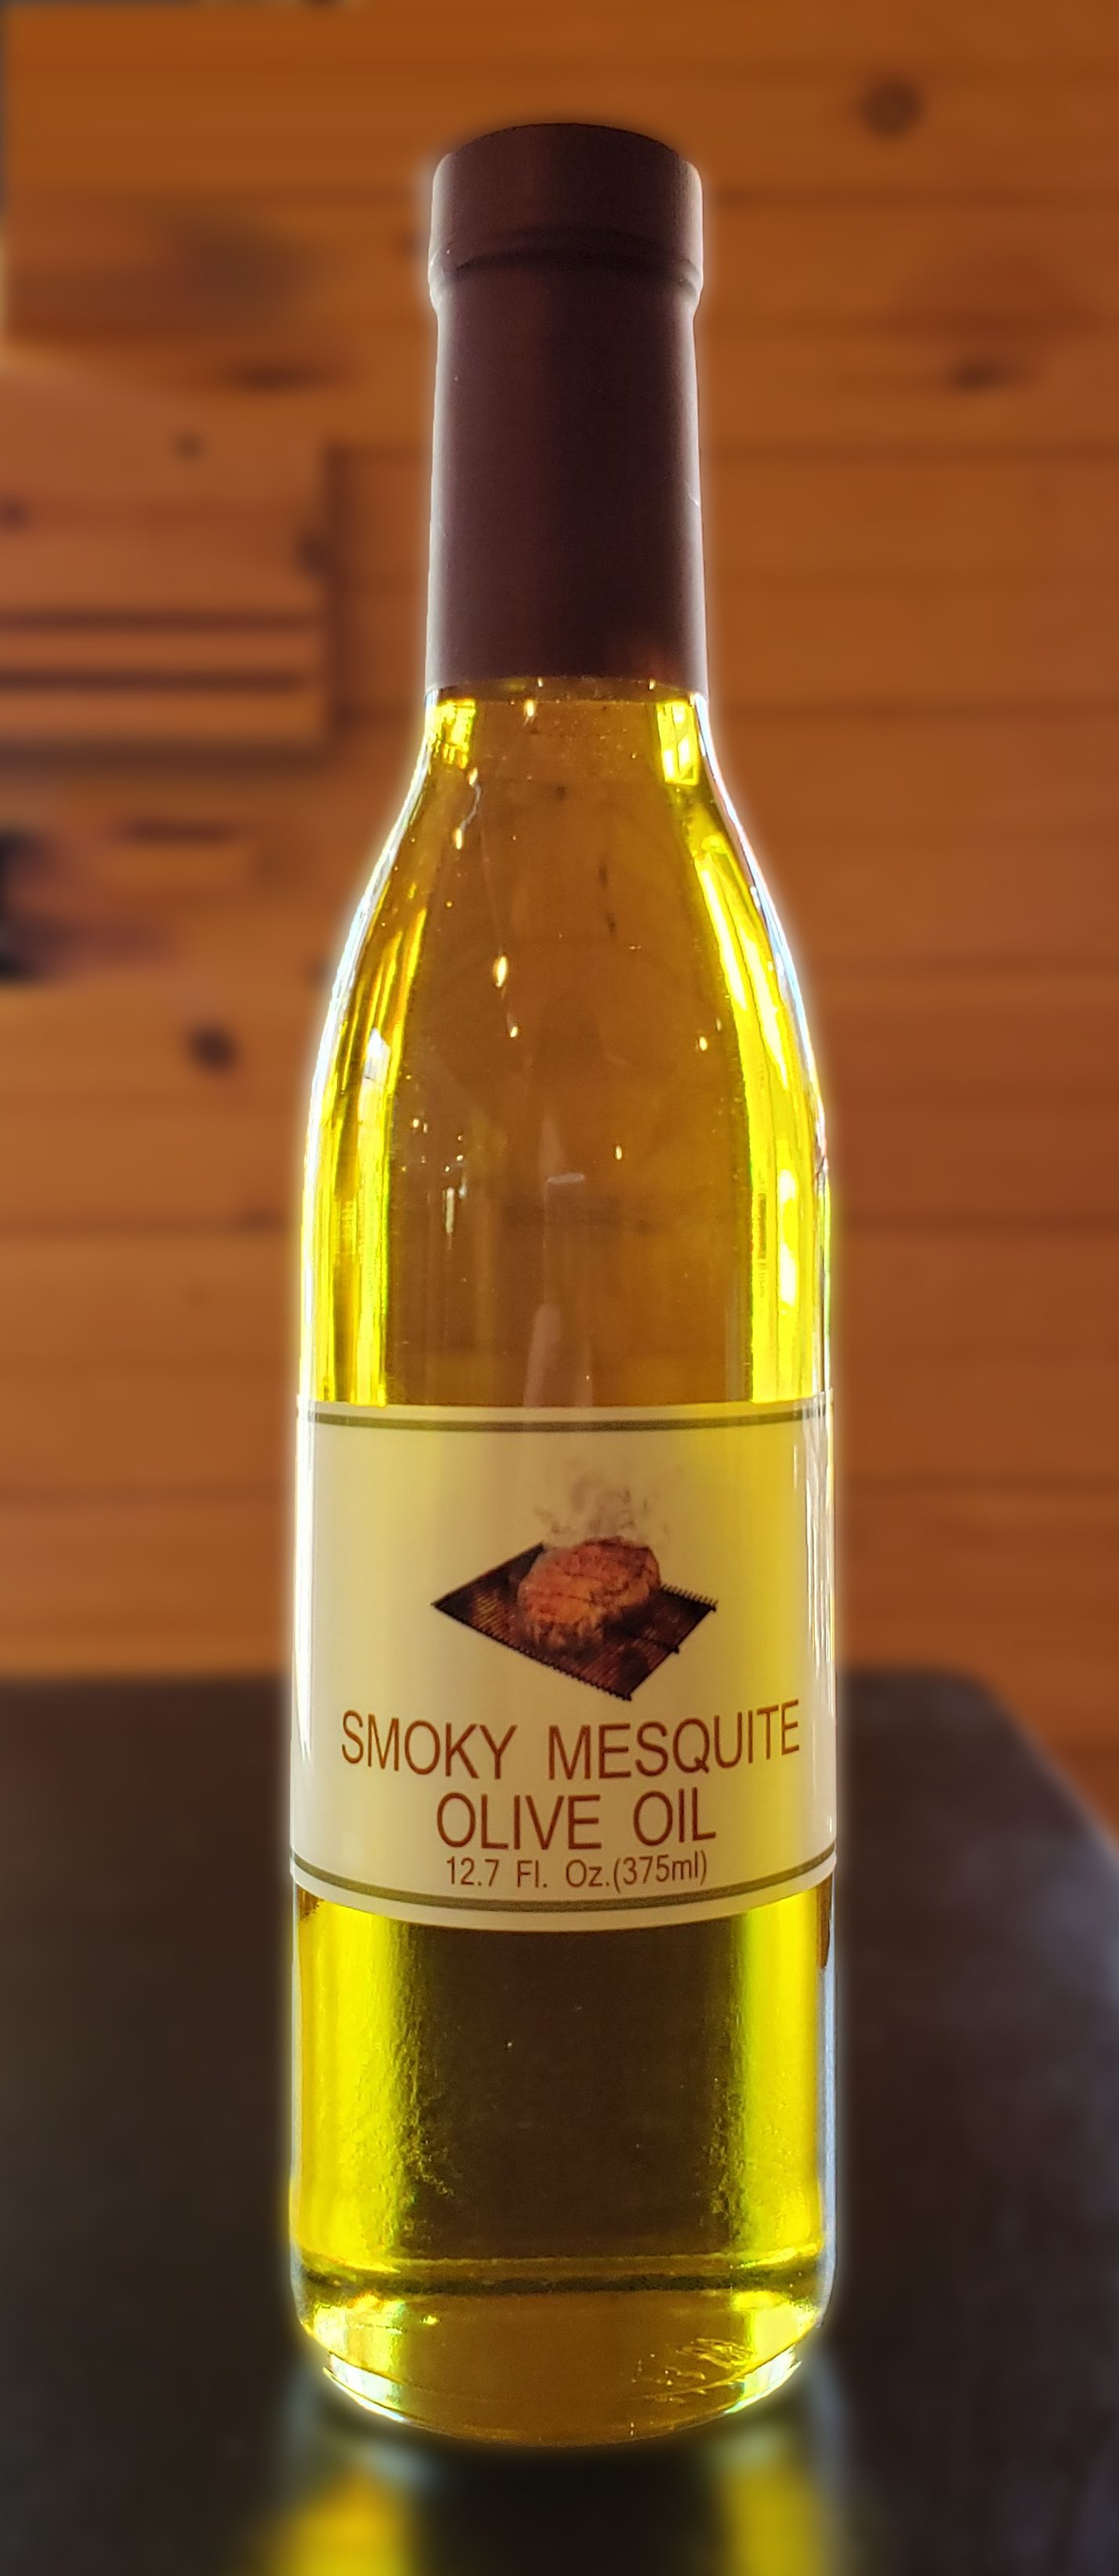 SMOKY MESQUITE
OLIVE OIL
12.7 Fl. Oz.(375ml)